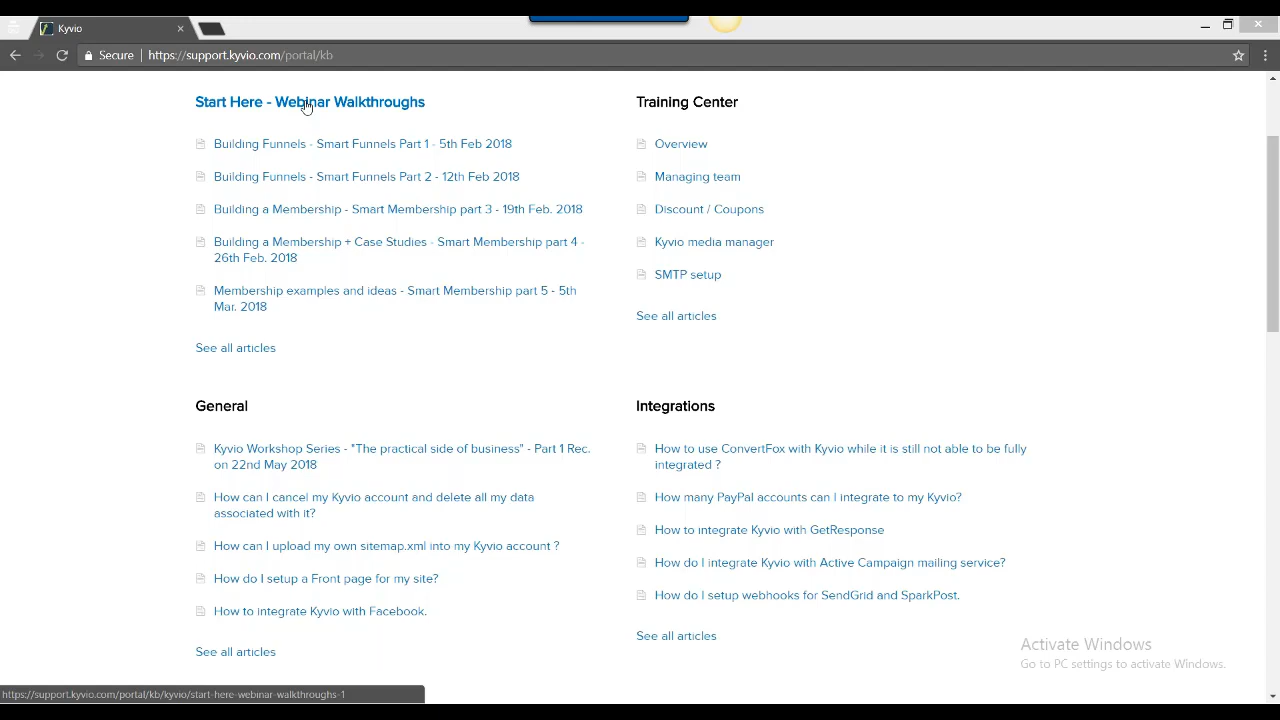 Kyvio
Secure https://support.kyvio.com/portal/kb
Start Here - Webinar Walkthroughs
Building Funnels - Smart Funnels Part 1 - 5th Feb 2018
Building Funnels - Smart Funnels Part 2 - 12th Feb 2018
Building a Membership - Smart Membership part 3 - 19th Feb. 2018
Building a Membership + Case Studies - Smart Membership part 4 -
26th Feb. 2018
Membership examples and ideas - Smart Membership part 5 - 5th
Mar. 2018
See all articles
Training Center
Overview
Managing team
Discount / Coupons
Kyvio media manager
SMTP setup
See all articles
General
Kyvio Workshop Series - "The practical side of business" - Part 1 Rec.
on 22nd May 2018
How can I cancel my Kyvio account and delete all my data
associated with it?
How can I upload my own sitemap.xml into my Kyvio account ?
How do I setup a Front page for my site?
How to integrate Kyvio with Facebook.
See all articles
Integrations
How to use ConvertFox with Kyvio while it is still not able to be fully
integrated ?
How many PayPal accounts can I integrate to my Kyvio?
How to integrate Kyvio with GetResponse
How do I integrate Kyvio with Active Campaign mailing service?
How do I setup webhooks for SendGrid and SparkPost.
See all articles
Activate Windows
Go to PC settings to activate Windows.
https://support.kyvio.com/portal/kb/kyvio/start-here-webinar-walkthroughs-1